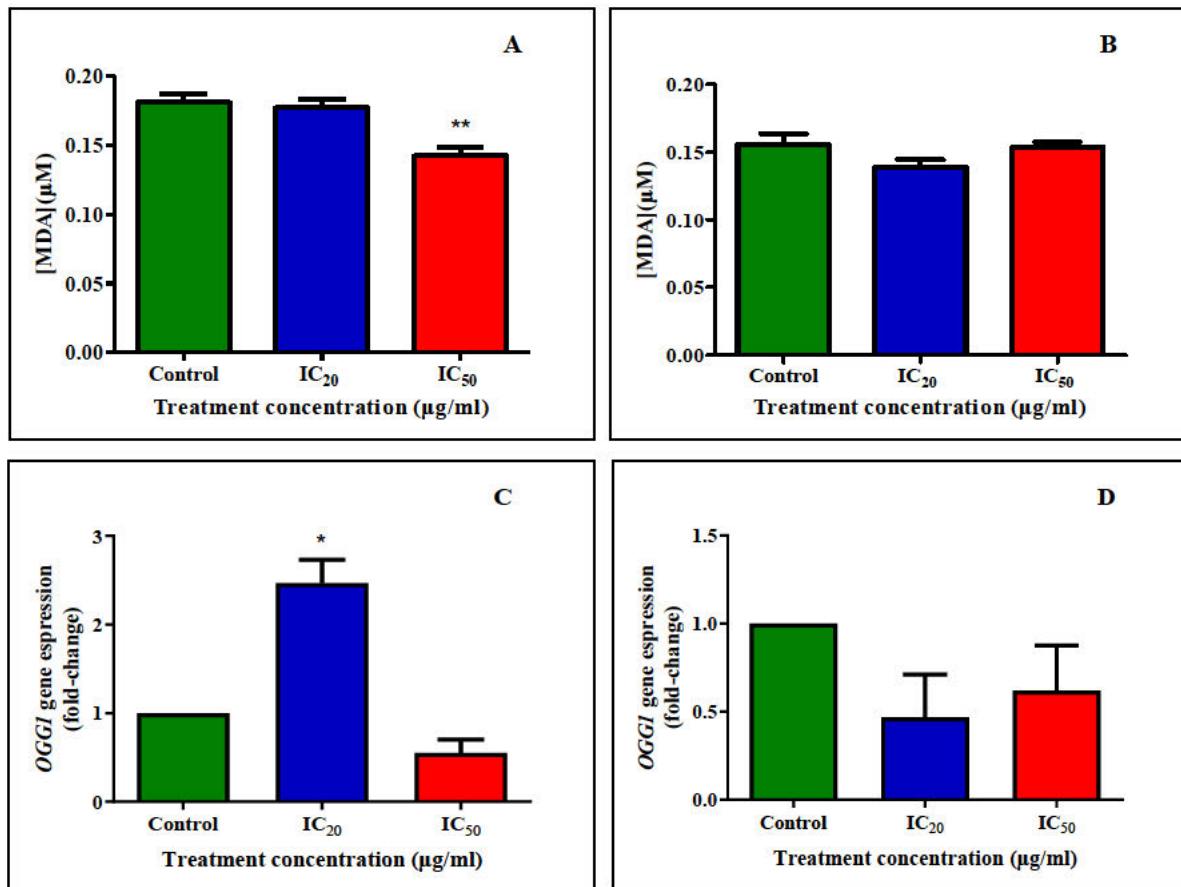 A
[MDA](µM)
0.20
0.15
0.10
0.05
0.00
**
Control IC₂₀ IC₅₀
Treatment concentration (µg/ml)
B
[MDA](µM)
0.20
0.15
0.10
0.05
0.00
Control IC₂₀ IC₅₀
Treatment concentration (µg/ml)
C
OGG1 gene espression
(fold-change)
3
2
1
0
*
Control IC₂₀ IC₅₀
Treatment concentration (µg/ml)
D
OGG1 gene espression
(fold-change)
1.5
1.0
0.5
0.0
Control IC₂₀ IC₅₀
Treatment concentration (µg/ml)